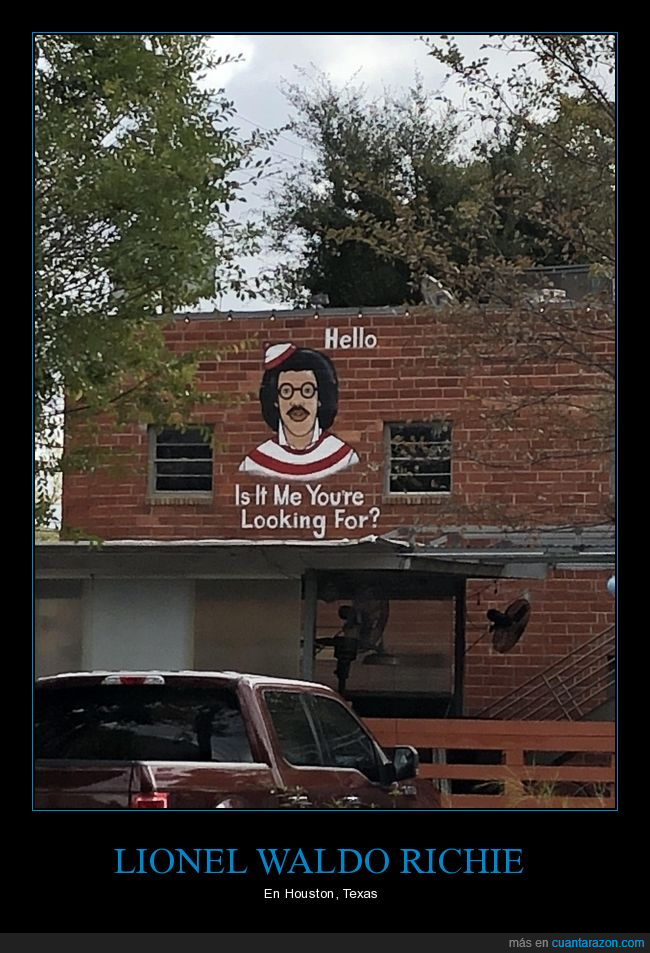 Hello
Is It Me You're
Looking For?
LIONEL WALDO RICHIE
En Houston, Texas
más en cuantarazon.com